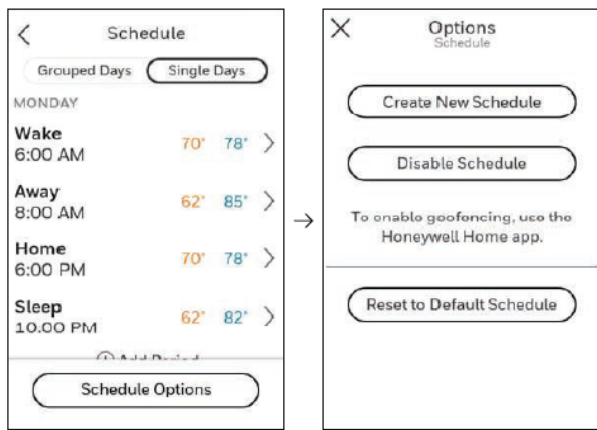 Schedule
Grouped Days Single Days
MONDAY
Wake
6:00 AM 70° 78°
Away
8:00 AM 62° 85°
Home
6:00 PM 70° 78°
Sleep
10:00 PM 62° 82°
Add Period
Schedule Options
Options
Schedule
Create New Schedule
Disable Schedule
To enable geofencing, use the
Honeywell Home app.
Reset to Default Schedule